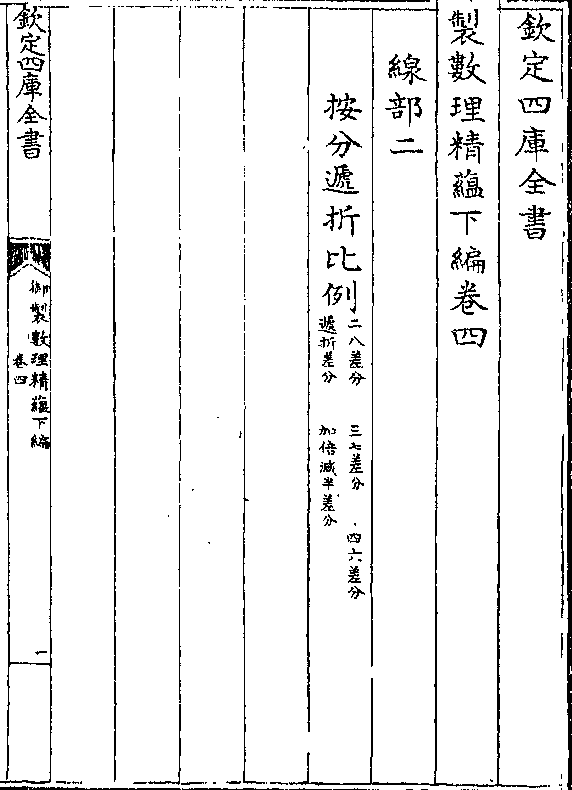 欽定四庫全書
製數理精蘊下編卷四
線部二
按分遞折比例
二八差分　三七差分　四六差分
遞折差分　加倍減半差分
欽定四庫全書
御製數理精蘊下編
卷四
一